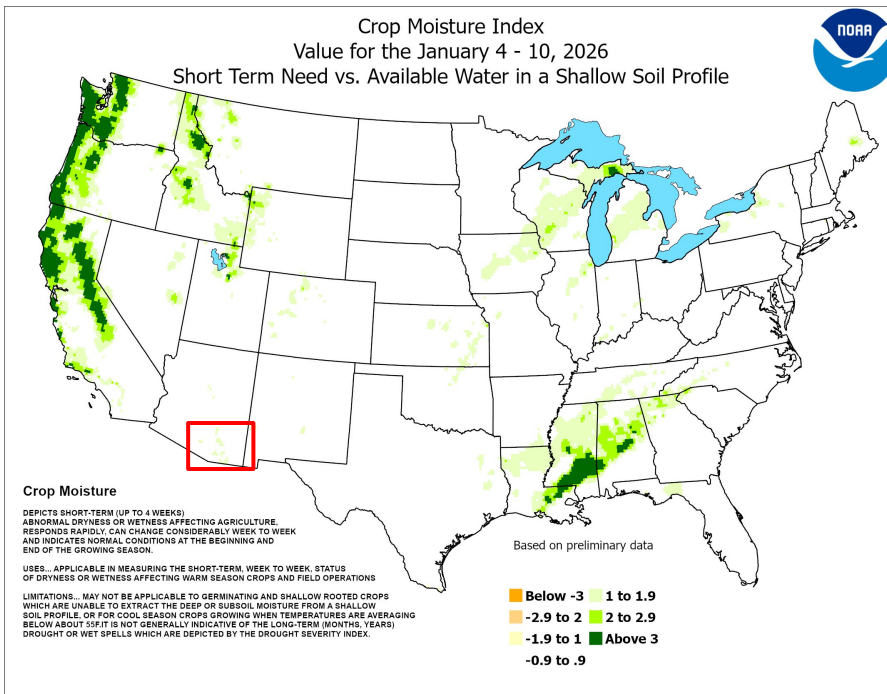 Crop Moisture Index
Value for the January 4 - 10, 2026
Short Term Need vs. Available Water in a Shallow Soil Profile
NOAA
Crop Moisture
DEPICTS SHORT-TERM (UP TO 4 WEEKS)
ABNORMAL DRYNESS OR WETNESS AFFECTING AGRICULTURE,
RESPONDS RAPIDLY, CAN CHANGE CONSIDERABLY WEEK TO WEEK
AND INDICATES NORMAL CONDITIONS AT THE BEGINNING AND
END OF THE GROWING SEASON.
USES... APPLICABLE IN MEASURING THE SHORT-TERM, WEEK TO WEEK, STATUS
OF DRYNESS OR WETNESS AFFECTING WARM SEASON CROPS AND FIELD OPERATIONS
LIMITATIONS... MAY NOT BE APPLICABLE TO GERMINATING AND SHALLOW ROOTED CROPS
WHICH ARE UNABLE TO EXTRACT THE DEEP OR SUBSOIL MOISTURE FROM A SHALLOW
SOIL PROFILE, OR FOR COOL SEASON CROPS GROWING WHEN TEMPERATURES ARE AVERAGING
BELOW ABOUT 55F.IT IS NOT GENERALLY INDICATIVE OF THE LONG-TERM (MONTHS, YEARS)
DROUGHT OR WET SPELLS WHICH ARE DEPICTED BY THE DROUGHT SEVERITY INDEX.
Based on preliminary data
Below -3
-2.9 to 2
-1.9 to 1
-0.9 to .9
1 to 1.9
2 to 2.9
Above 3